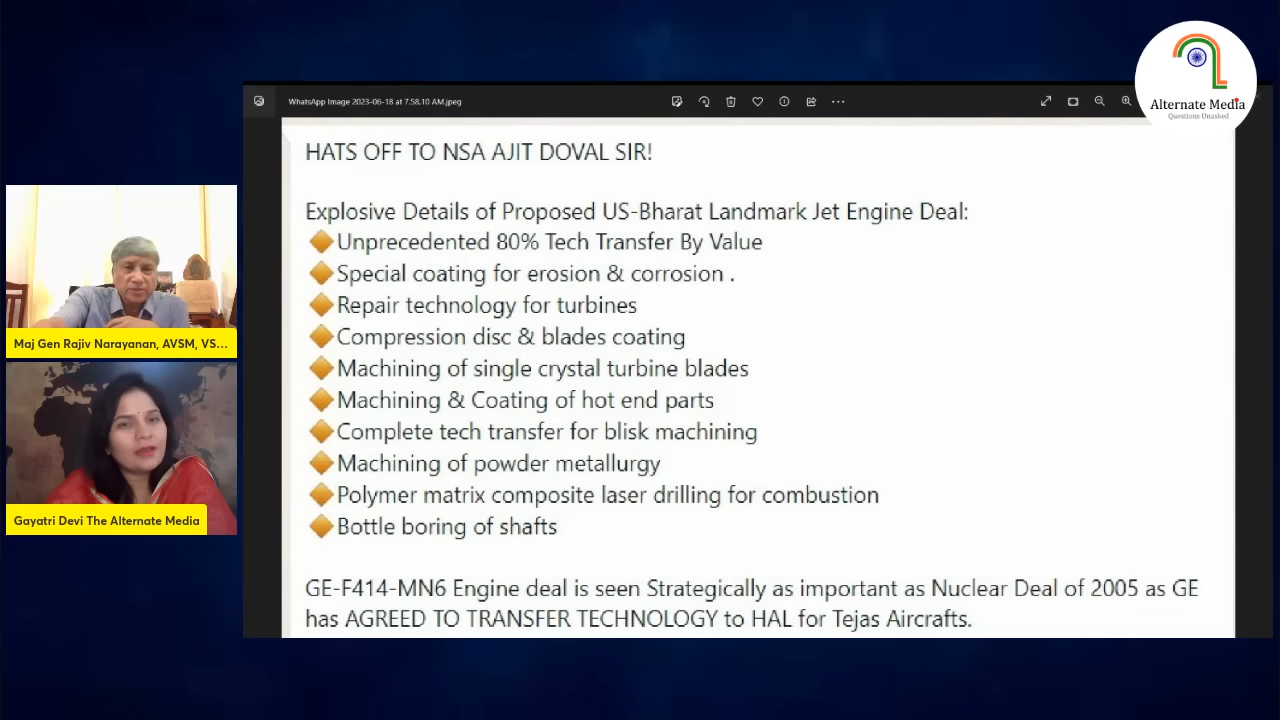 Alternate Media
Questions Unasked
WhatsApp Image 2023-06-18 at 7.58.10 AM.jpeg
HATS OFF TO NSA AJIT DOVAL SIR!
Explosive Details of Proposed US-Bharat Landmark Jet Engine Deal:
🔶Unprecedented 80% Tech Transfer By Value
🔶Special coating for erosion & corrosion .
🔶Repair technology for turbines
🔶Compression disc & blades coating
🔶Machining of single crystal turbine blades
🔶Machining & Coating of hot end parts
🔶Complete tech transfer for blisk machining
🔶Machining of powder metallurgy
🔶Polymer matrix composite laser drilling for combustion
🔶Bottle boring of shafts
GE-F414-MN6 Engine deal is seen Strategically as important as Nuclear Deal of 2005 as GE
has AGREED TO TRANSFER TECHNOLOGY to HAL for Tejas Aircrafts.
Maj Gen Rajiv Narayanan, AVSM, VS...
Gayatri Devi The Alternate Media